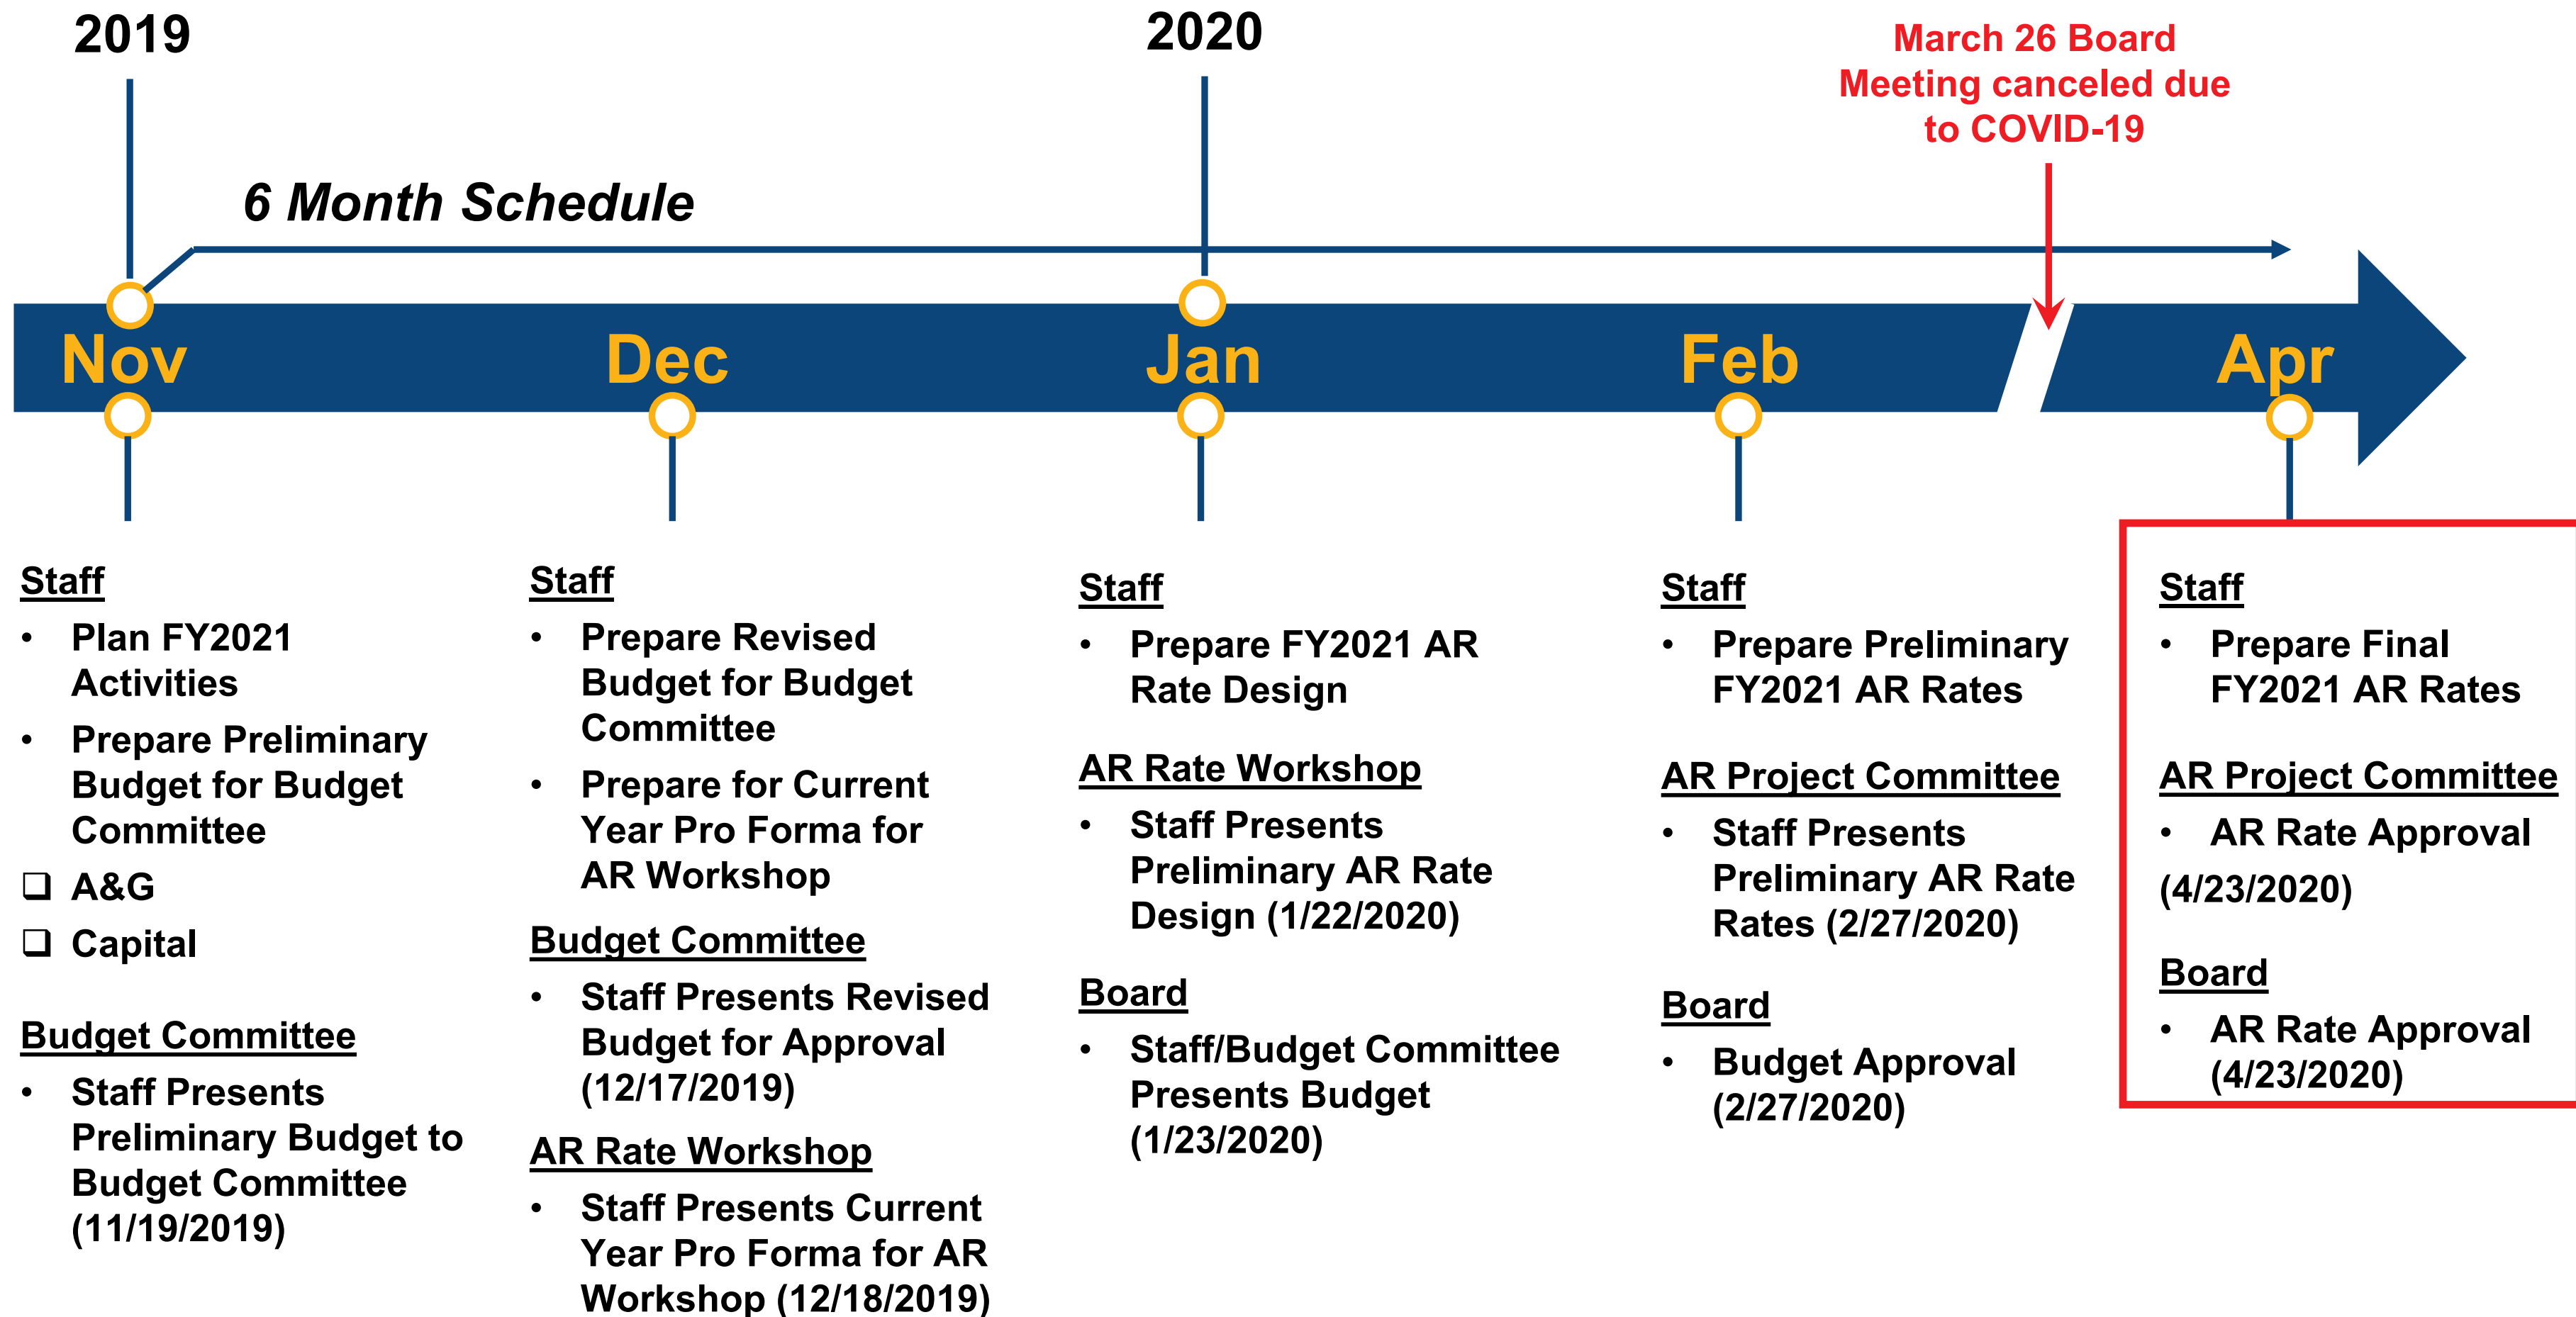 2019
2020
March 26 Board
Meeting canceled due
to COVID-19
6 Month Schedule
Nov
Dec
Jan
Feb
Apr
Staff
• Plan FY2021
Activities
• Prepare Preliminary
Budget for Budget
Committee
❑ A&G
❑ Capital
Budget Committee
• Staff Presents
Preliminary Budget to
Budget Committee
(11/19/2019)
Staff
• Prepare Revised
Budget for Budget
Committee
• Prepare for Current
Year Pro Forma for
AR Workshop
Budget Committee
• Staff Presents Revised
Budget for Approval
(12/17/2019)
AR Rate Workshop
• Staff Presents Current
Year Pro Forma for AR
Workshop (12/18/2019)
Staff
• Prepare FY2021 AR
Rate Design
AR Rate Workshop
• Staff Presents
Preliminary AR Rate
Design (1/22/2020)
Board
• Staff/Budget Committee
Presents Budget
(1/23/2020)
Staff
• Prepare Preliminary
FY2021 AR Rates
AR Project Committee
• Staff Presents
Preliminary AR Rate
Rates (2/27/2020)
Board
• Budget Approval
(2/27/2020)
Staff
• Prepare Final
FY2021 AR Rates
AR Project Committee
• AR Rate Approval
(4/23/2020)
Board
• AR Rate Approval
(4/23/2020)